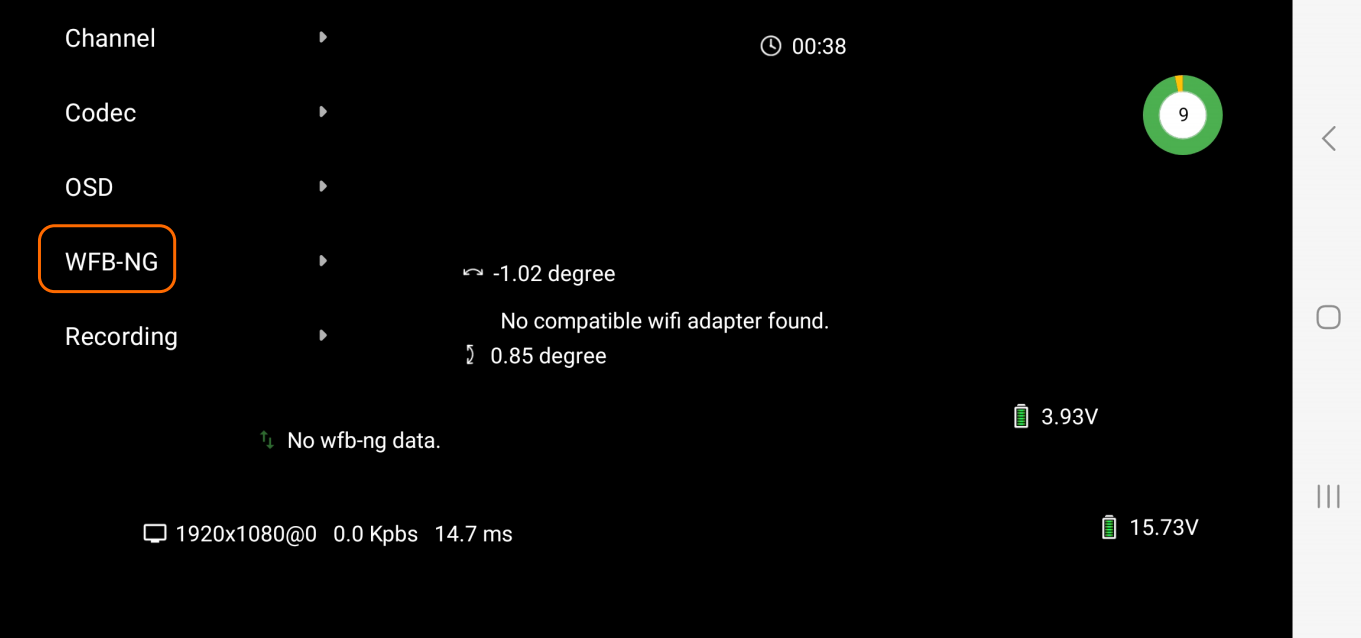 Channel
00:38
Codec
9
OSD
WFB-NG
-1.02 degree
No compatible wifi adapter found.
Recording
0.85 degree
3.93V
No wfb-ng data.
1920x1080@0 0.0 Kpbs 14.7 ms
15.73V